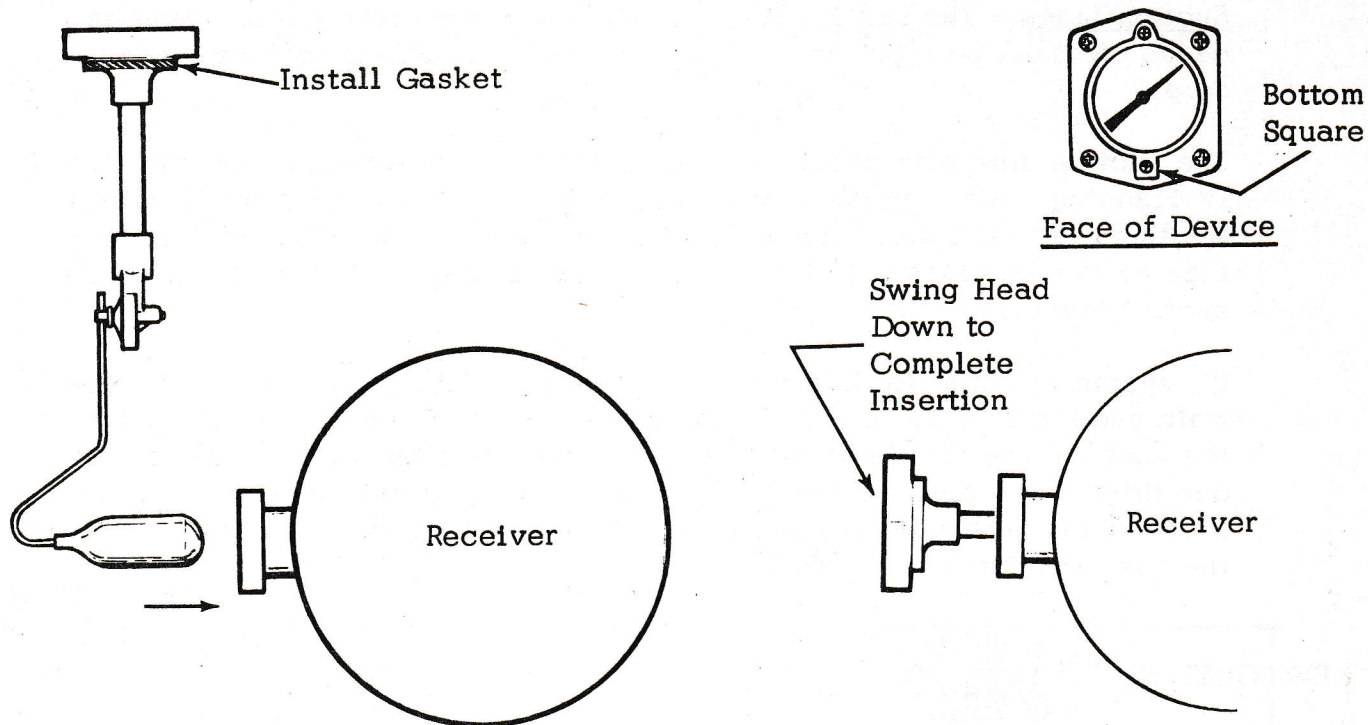 Install Gasket
Bottom
Square
Face of Device
Swing Head
Down to
Complete
Insertion
Receiver
Receiver